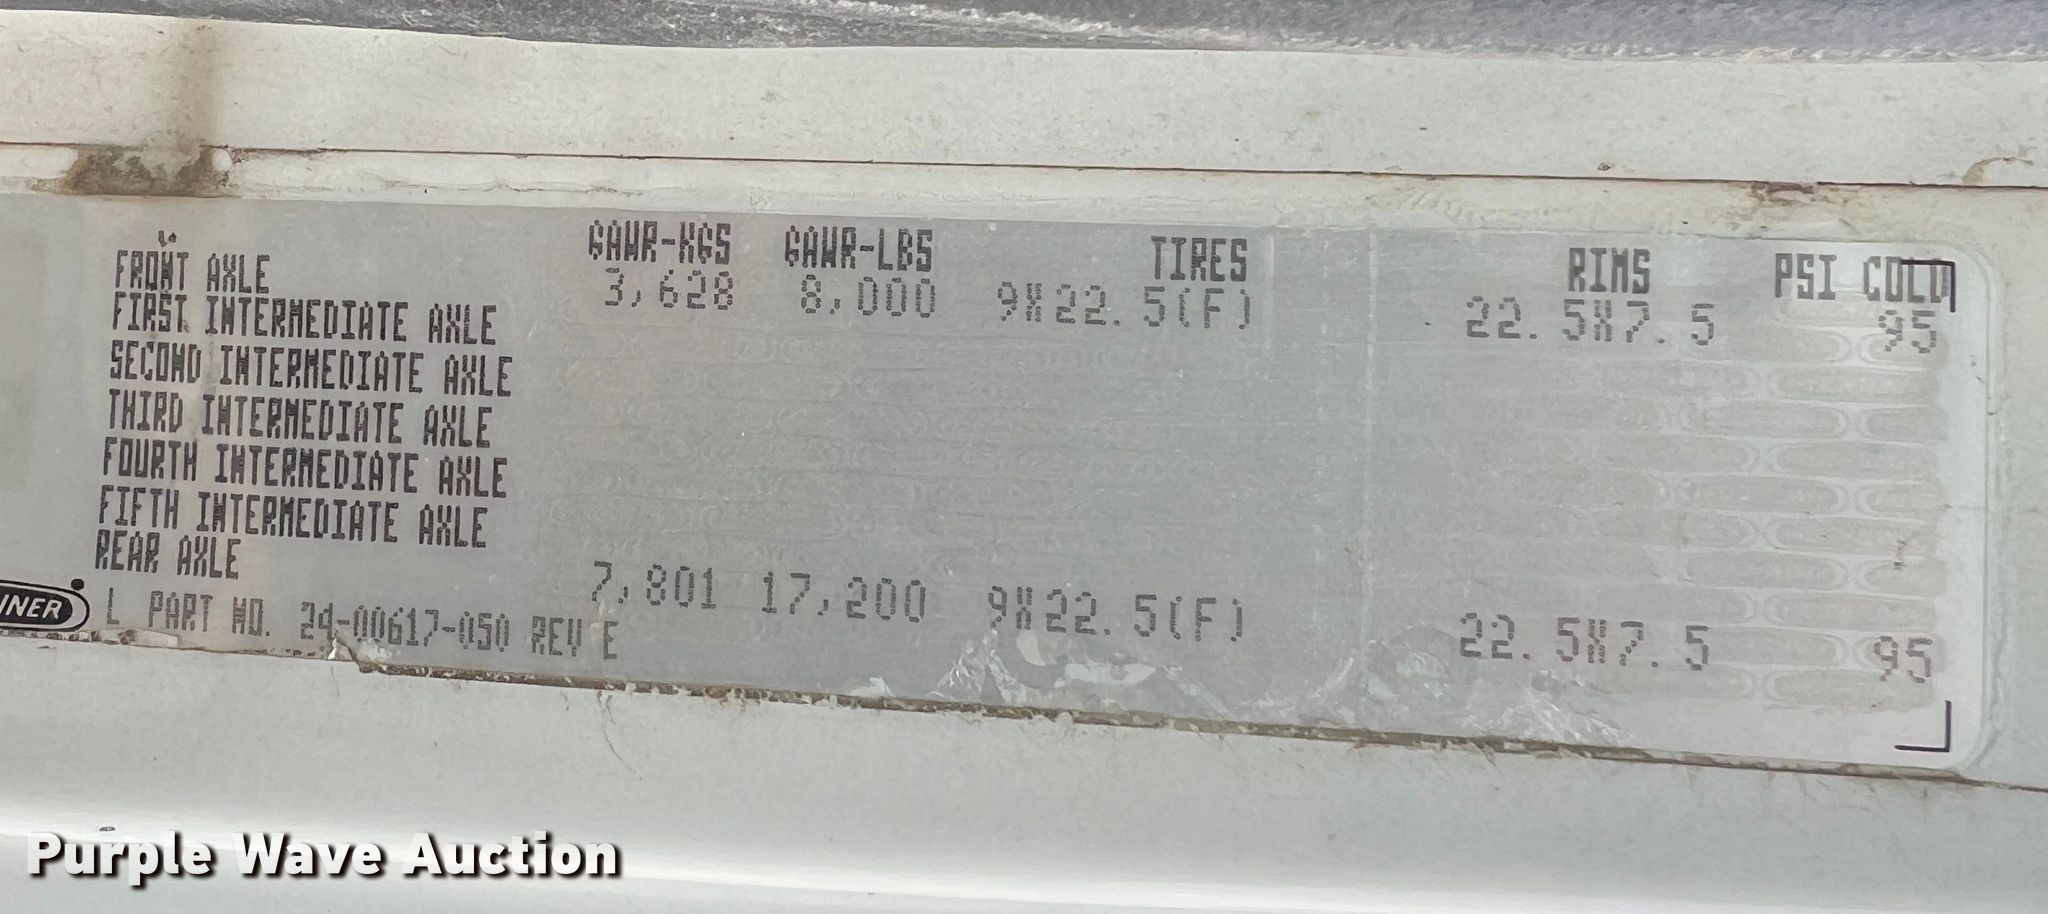 GAWR-KGS GAWR-LBS TIRES RIMS PSI COLD
FRONT AXLE 3,628 8,000 9X22.5(F) 22.5X7.5 95
FIRST INTERMEDIATE AXLE
SECOND INTERMEDIATE AXLE
THIRD INTERMEDIATE AXLE
FOURTH INTERMEDIATE AXLE
FIFTH INTERMEDIATE AXLE
REAR AXLE 7,801 17,200 9X22.5(F) 22.5X7.5 95
INER L PART NO. 24-00617-050 REV E
Purple Wave Auction